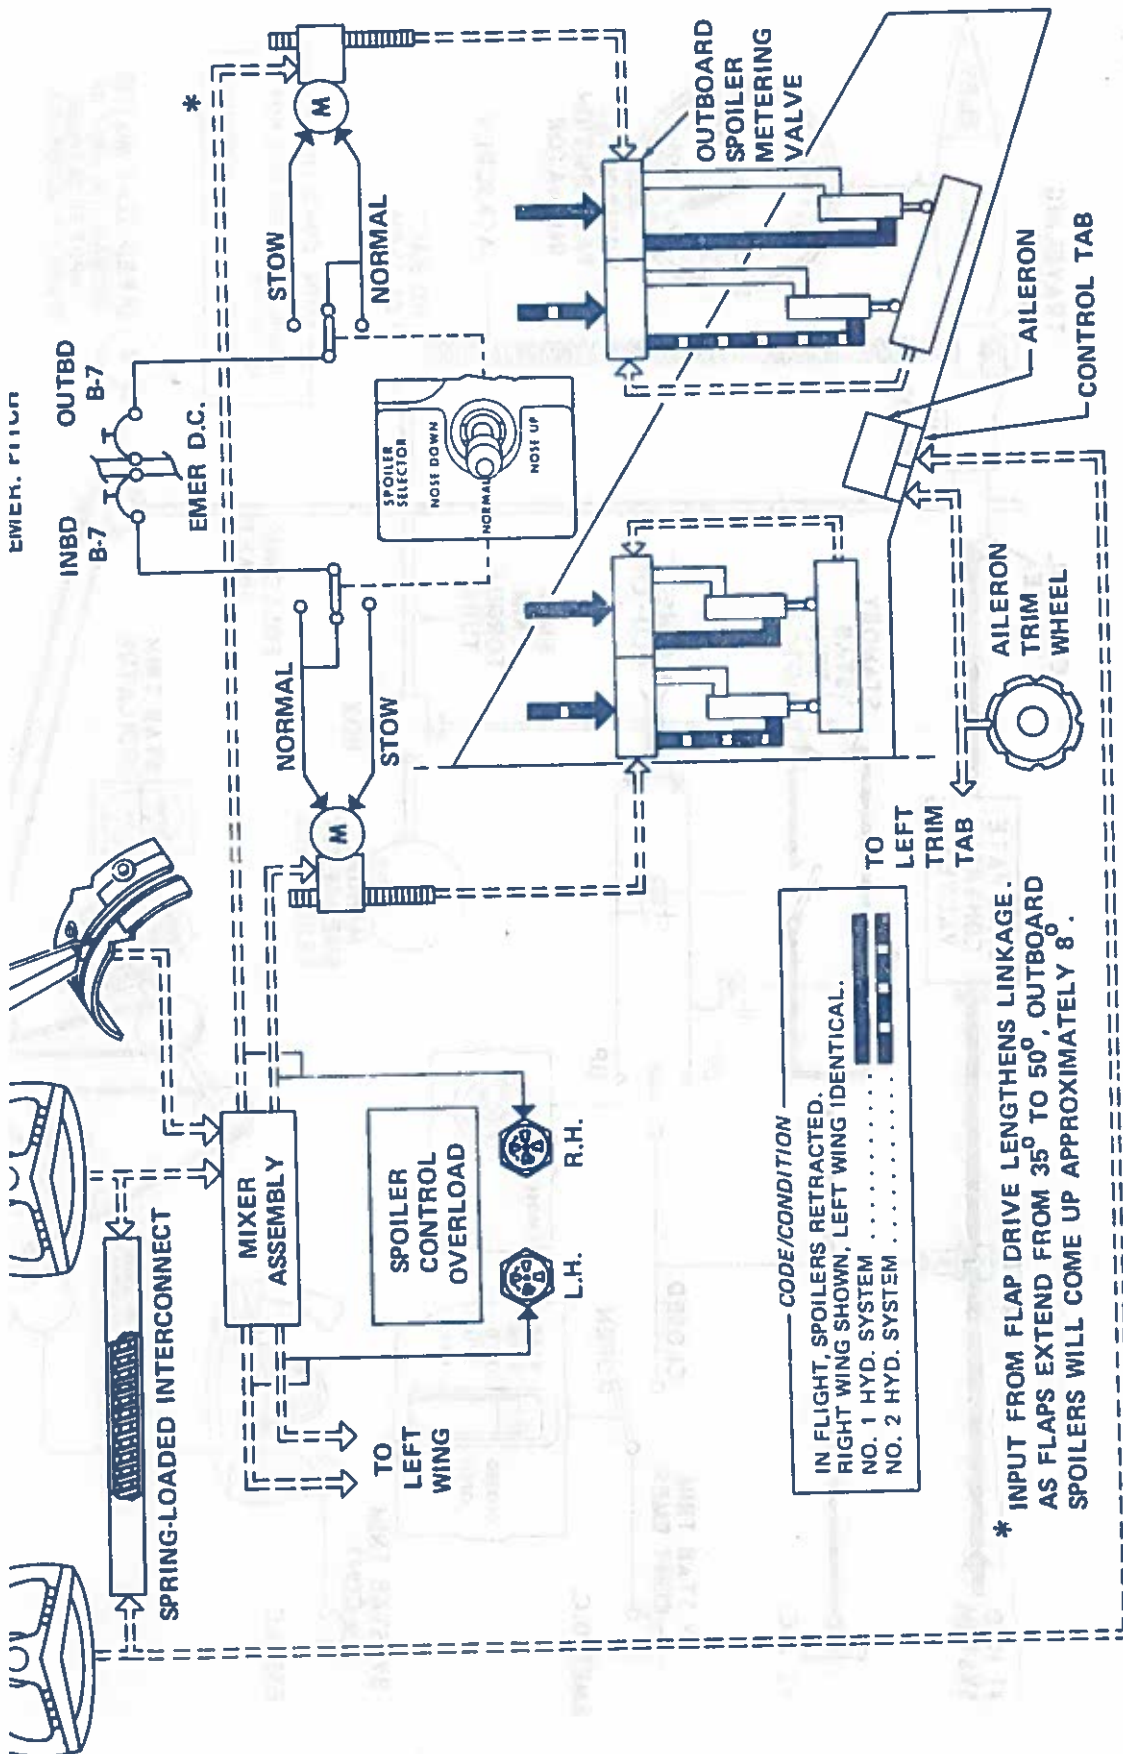 SPRING-LOADED INTERCONNECT
MIXER
ASSEMBLY
TO
LEFT
WING
SPOILER
CONTROL
OVERLOAD
L.H.
R.H.
EMER. PITCH
INBD
B-7
OUTBD
B-7
EMER D.C.
*
NORMAL
STOW
M
STOW
NORMAL
M
SPOILER
SELECTOR
NOSE DOWN
NORMAL
NOSE UP
OUTBOARD
SPOILER
METERING
VALVE
AILERON
CONTROL TAB
AILERON
TRIM
WHEEL
TO
LEFT
TRIM
TAB
CODE/CONDITION
IN FLIGHT, SPOILERS RETRACTED.
RIGHT WING SHOWN, LEFT WING IDENTICAL.
NO. 1 HYD. SYSTEM ..........
NO. 2 HYD. SYSTEM ..........
* INPUT FROM FLAP DRIVE LENGTHENS LINKAGE.
AS FLAPS EXTEND FROM 35° TO 50°, OUTBOARD
SPOILERS WILL COME UP APPROXIMATELY 8°.